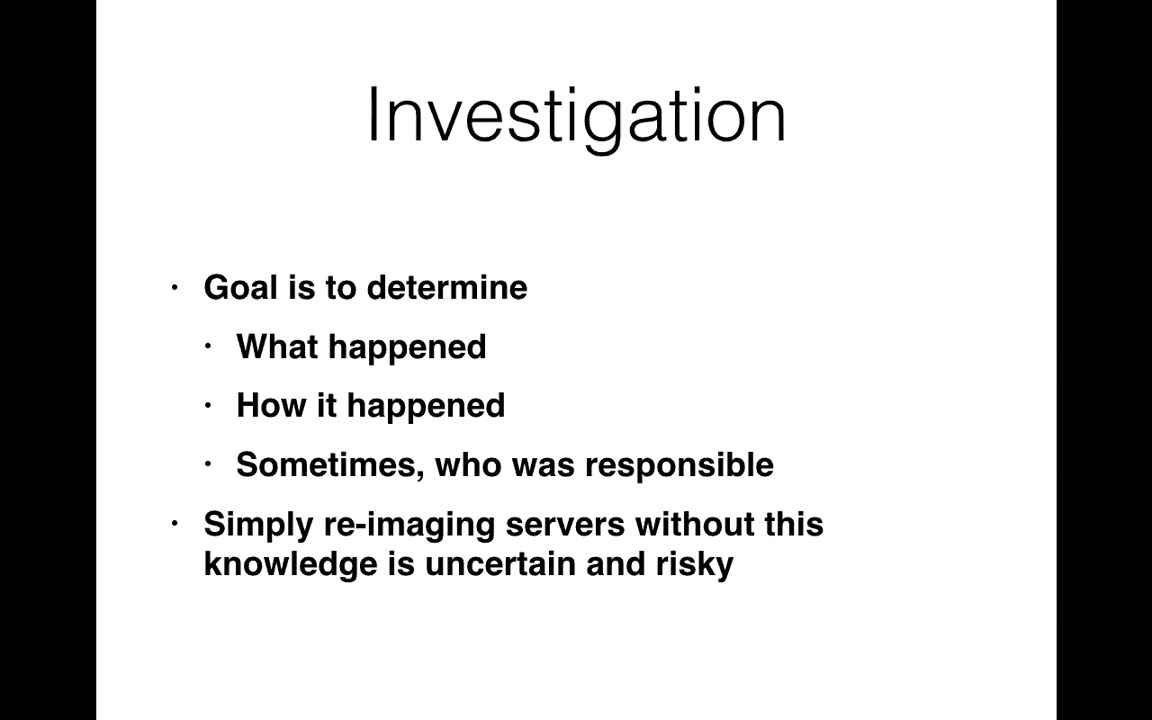 Investigation
• Goal is to determine
• What happened
• How it happened
• Sometimes, who was responsible
• Simply re-imaging servers without this
knowledge is uncertain and risky